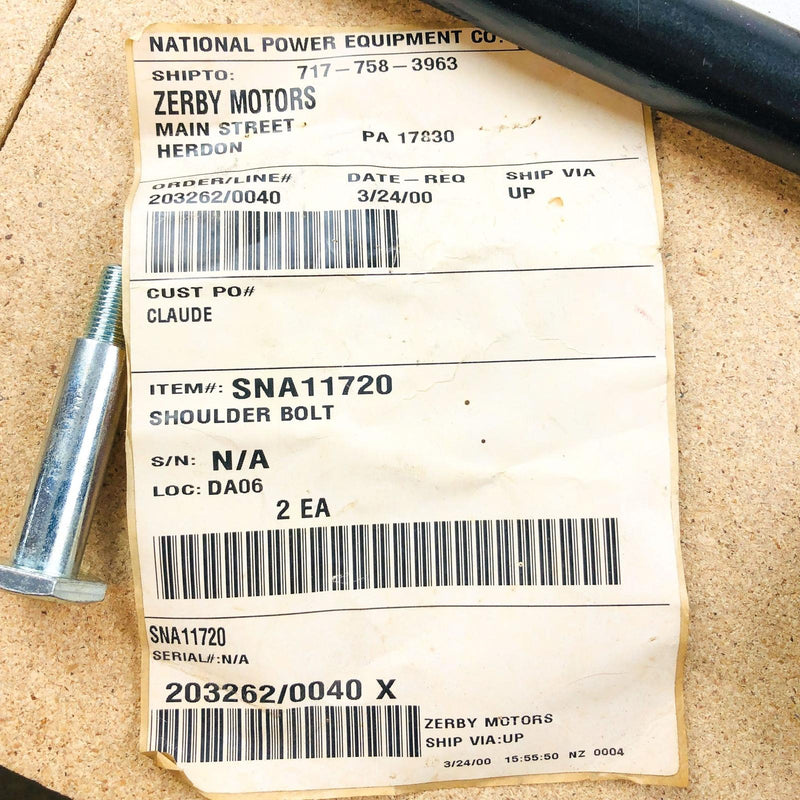 NATIONAL POWER EQUIPMENT CO.
SHIPTO: 717-758-3963
ZERBY MOTORS
MAIN STREET
HERDON PA 17830
ORDER/LINE# DATE-REQ SHIP VIA
203262/0040 3/24/00 UP
CUST PO#
CLAUDE
ITEM#: SNA11720
SHOULDER BOLT
S/N: N/A
LOC: DA06
2 EA
SNA11720
SERIAL#:N/A
203262/0040 X
ZERBY MOTORS
SHIP VIA:UP
3/24/00 15:55:50 NZ 0004